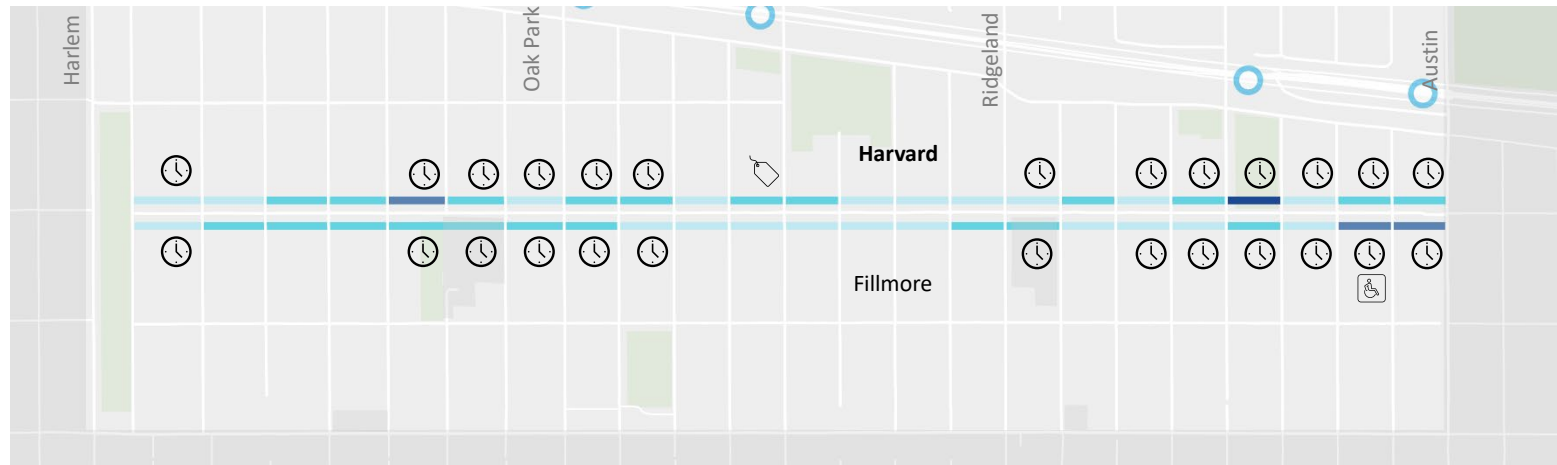 Harlem
Oak Park
Ridgeland
Austin
Harvard
Fillmore